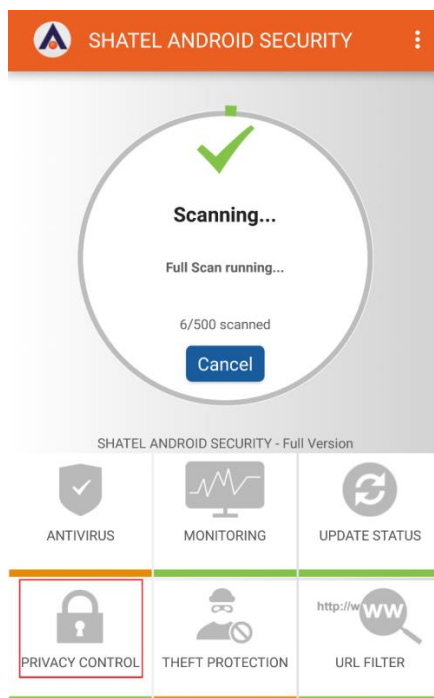 SHATEL ANDROID SECURITY
Scanning...
Full Scan running...
6/500 scanned
Cancel
SHATEL ANDROID SECURITY - Full Version
ANTIVIRUS
MONITORING
UPDATE STATUS
http://w ww
PRIVACY CONTROL
THEFT PROTECTION
URL FILTER